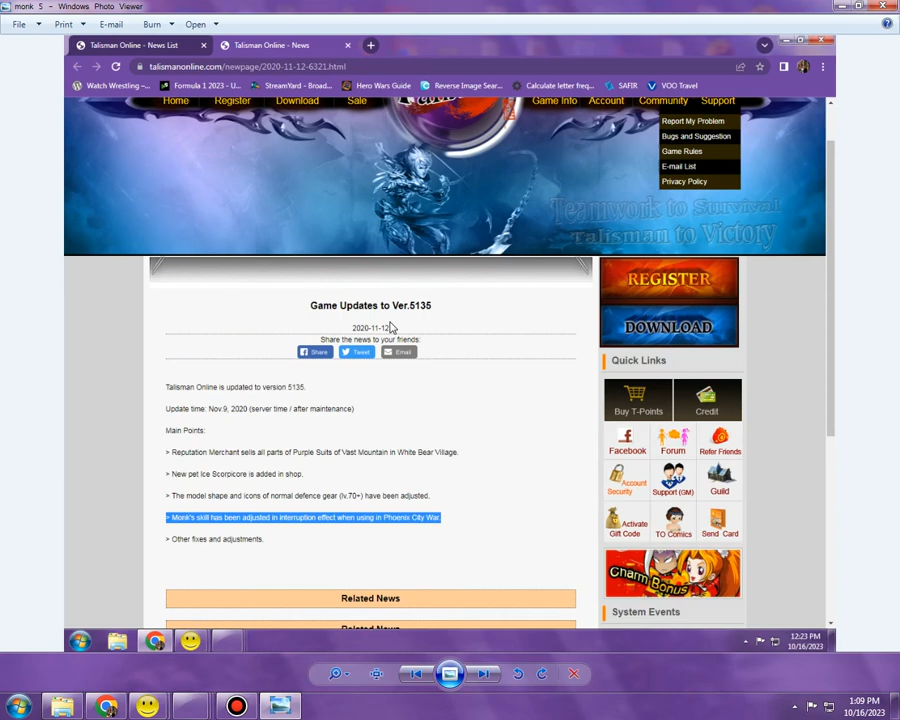 monk 5 - Windows Photo Viewer
File Print E-mail Burn Open
Talisman Online - News List
Talisman Online - News
talismanonline.com/newpage/2020-11-12-6321.html
Watch Wrestling –...
Formula 1 2023 - U...
StreamYard – Broad...
Hero Wars Guide
Reverse Image Sear...
Calculate letter freq...
SAFIR
VOO Travel
Home Register Download Sale Game Info Account Community Support
Report My Problem
Bugs and Suggestion
Game Rules
E-mail List
Privacy Policy
Teamwork to Survival
Talisman to Victory
REGISTER
DOWNLOAD
Game Updates to Ver.5135
2020-11-12
Share the news to your friends:
Share Tweet Email
Talisman Online is updated to version 5135.
Update time: Nov.9, 2020 (server time / after maintenance)
Main Points:
> Reputation Merchant sells all parts of Purple Suits of Vast Mountain in White Bear Village.
> New pet Ice Scorpicore is added in shop.
> The model shape and icons of normal defence gear (lv.70+) have been adjusted.
> Monk's skill has been adjusted in interruption effect when using in Phoenix City War.
> Other fixes and adjustments.
Related News
Quick Links
Buy T-Points Credit
Facebook Forum Refer Friends
Account Security
Support (GM)
Guild
Activate Gift Code
TO Comics
Send Card
Charm Bonus
System Events
12:23 PM
10/16/2023
1:09 PM
10/16/2023